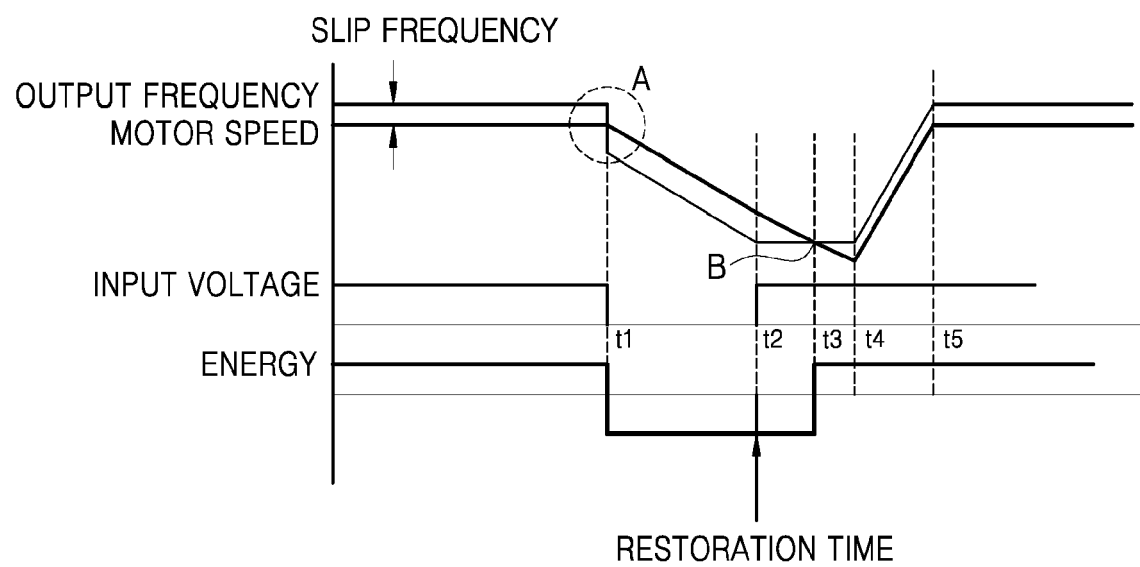 SLIP FREQUENCY
A
OUTPUT FREQUENCY
MOTOR SPEED
B
INPUT VOLTAGE
t1 t2 t3 t4 t5
ENERGY
RESTORATION TIME